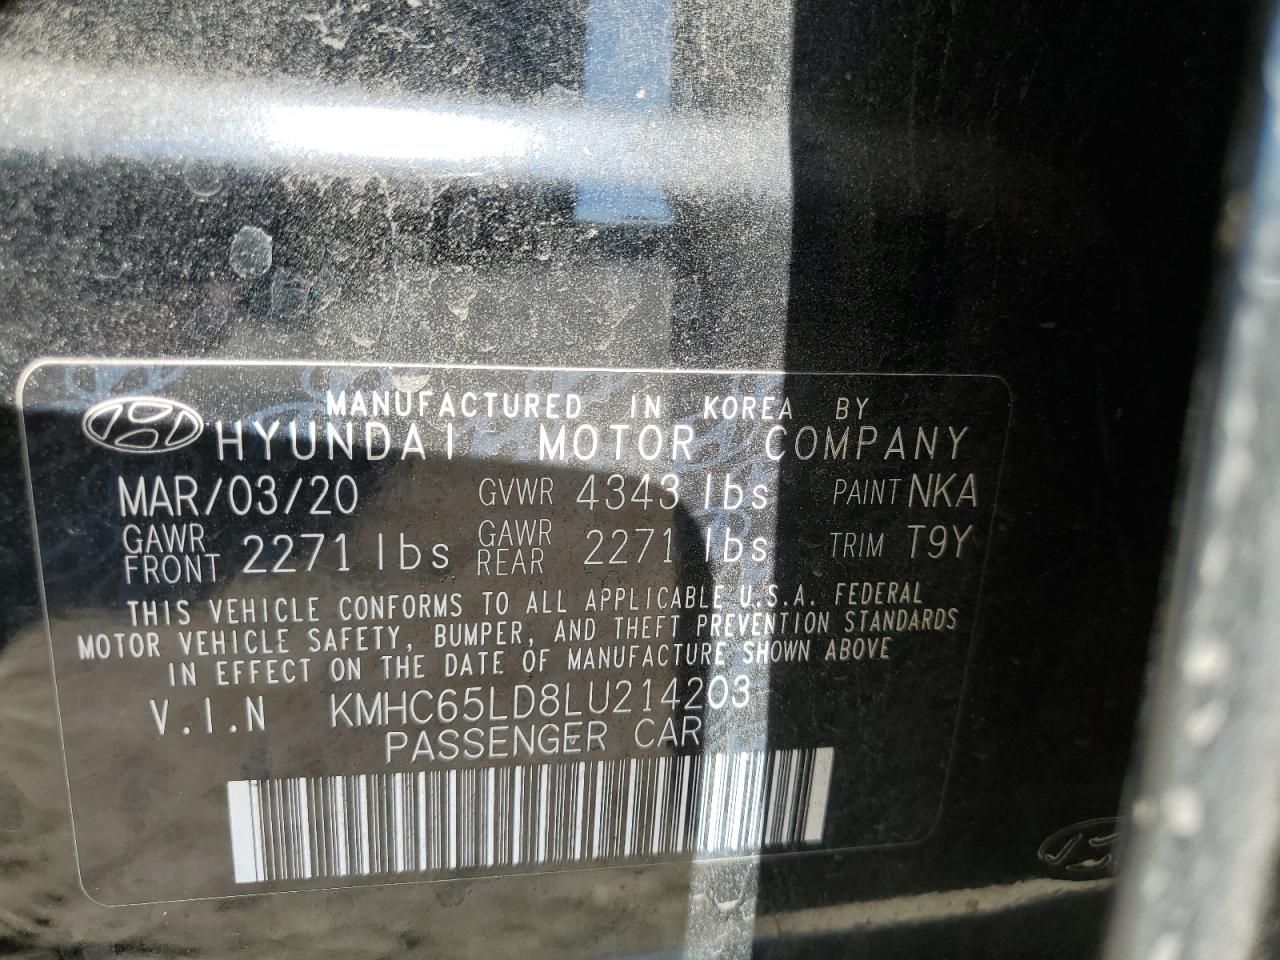 MANUFACTURED IN KOREA BY
HYUNDAI MOTOR COMPANY
MAR/03/20 GVWR 4343 lbs PAINT NKA
GAWR FRONT 2271 lbs GAWR REAR 2271 lbs TRIM T9Y
THIS VEHICLE CONFORMS TO ALL APPLICABLE U.S.A. FEDERAL
MOTOR VEHICLE SAFETY, BUMPER, AND THEFT PREVENTION STANDARDS
IN EFFECT ON THE DATE OF MANUFACTURE SHOWN ABOVE
V.I.N KMHC65LD8LU214203
PASSENGER CAR